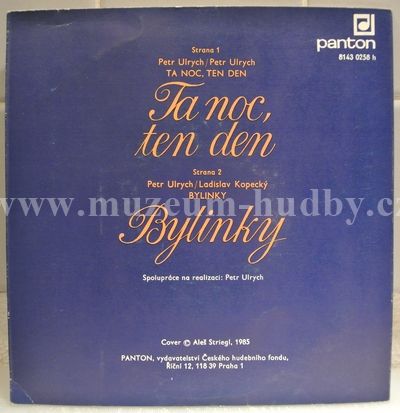 panton
8143 0258 h
Strana 1
Petr Ulrych/Petr Ulrych
TA NOC, TEN DEN
Ta noc,
ten den
Strana 2
Petr Ulrych/Ladislav Kopecký
BYLINKY
www.muzeum-hudby.cz
Bylinky
Spolupráce na realizaci: Petr Ulrych
Cover © Aleš Striegl, 1985
PANTON, vydavatelství Českého hudebního fondu,
Říční 12, 118 39 Praha 1